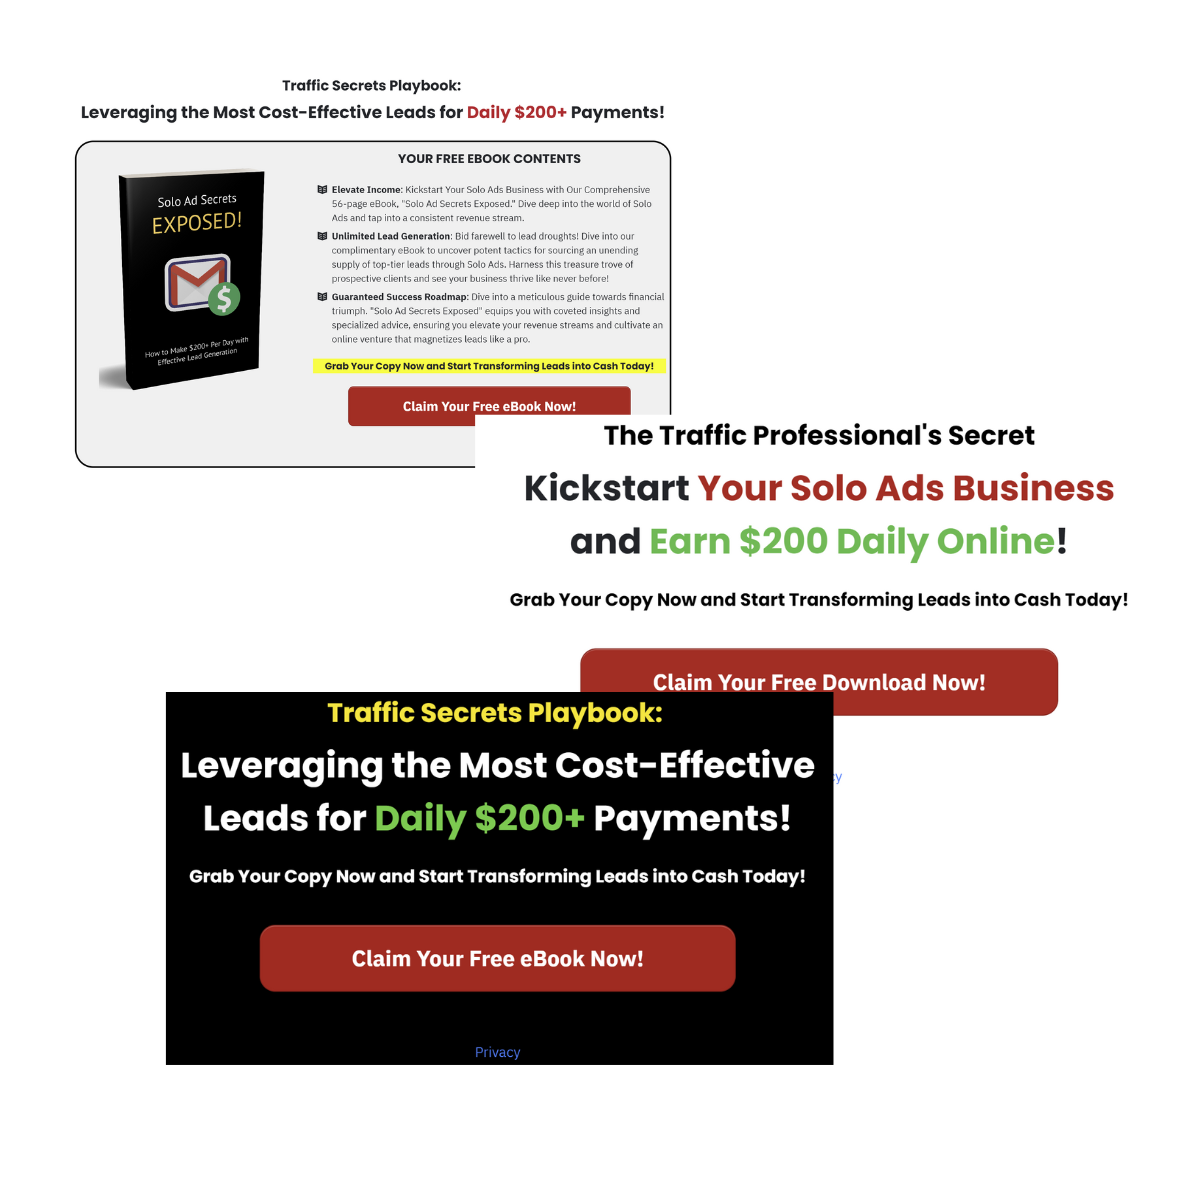 Traffic Secrets Playbook:
Leveraging the Most Cost-Effective Leads for Daily $200+ Payments!
Solo Ad Secrets
EXPOSED!
$
How to Make $200+ Per Day with
Effective Lead Generation
YOUR FREE EBOOK CONTENTS
Elevate Income: Kickstart Your Solo Ads Business with Our Comprehensive
56-page eBook, "Solo Ad Secrets Exposed." Dive deep into the world of Solo
Ads and tap into a consistent revenue stream.
Unlimited Lead Generation: Bid farewell to lead droughts! Dive into our
complimentary eBook to uncover potent tactics for sourcing an unending
supply of top-tier leads through Solo Ads. Harness this treasure trove of
prospective clients and see your business thrive like never before!
Guaranteed Success Roadmap: Dive into a meticulous guide towards financial
triumph. "Solo Ad Secrets Exposed" equips you with coveted insights and
specialized advice, ensuring you elevate your revenue streams and cultivate an
online venture that magnetizes leads like a pro.
Grab Your Copy Now and Start Transforming Leads into Cash Today!
Claim Your Free eBook Now!
The Traffic Professional's Secret
Kickstart Your Solo Ads Business
and Earn $200 Daily Online!
Grab Your Copy Now and Start Transforming Leads into Cash Today!
Claim Your Free Download Now!
Traffic Secrets Playbook:
Leveraging the Most Cost-Effective
Leads for Daily $200+ Payments!
Grab Your Copy Now and Start Transforming Leads into Cash Today!
Claim Your Free eBook Now!
Privacy